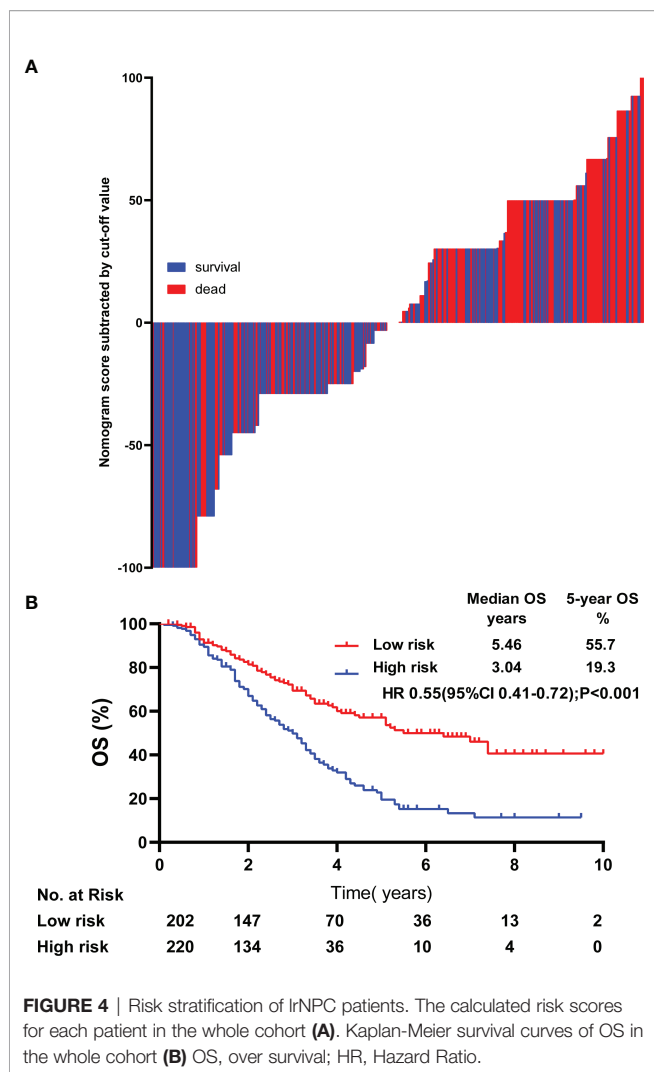 A
Nomogram score subtracted by cut-off value
100
50
0
-50
-100
survival
dead
B
OS (%)
100
80
60
40
20
0
Median OS 5-year OS
years %
Low risk 5.46 55.7
High risk 3.04 19.3
HR 0.55(95%CI 0.41-0.72);P<0.001
0 2 4 6 8 10
No. at Risk Time( years)
Low risk 202 147 70 36 13 2
High risk 220 134 36 10 4 0
FIGURE 4 | Risk stratification of lrNPC patients. The calculated risk scores
for each patient in the whole cohort (A). Kaplan-Meier survival curves of OS in
the whole cohort (B) OS, over survival; HR, Hazard Ratio.